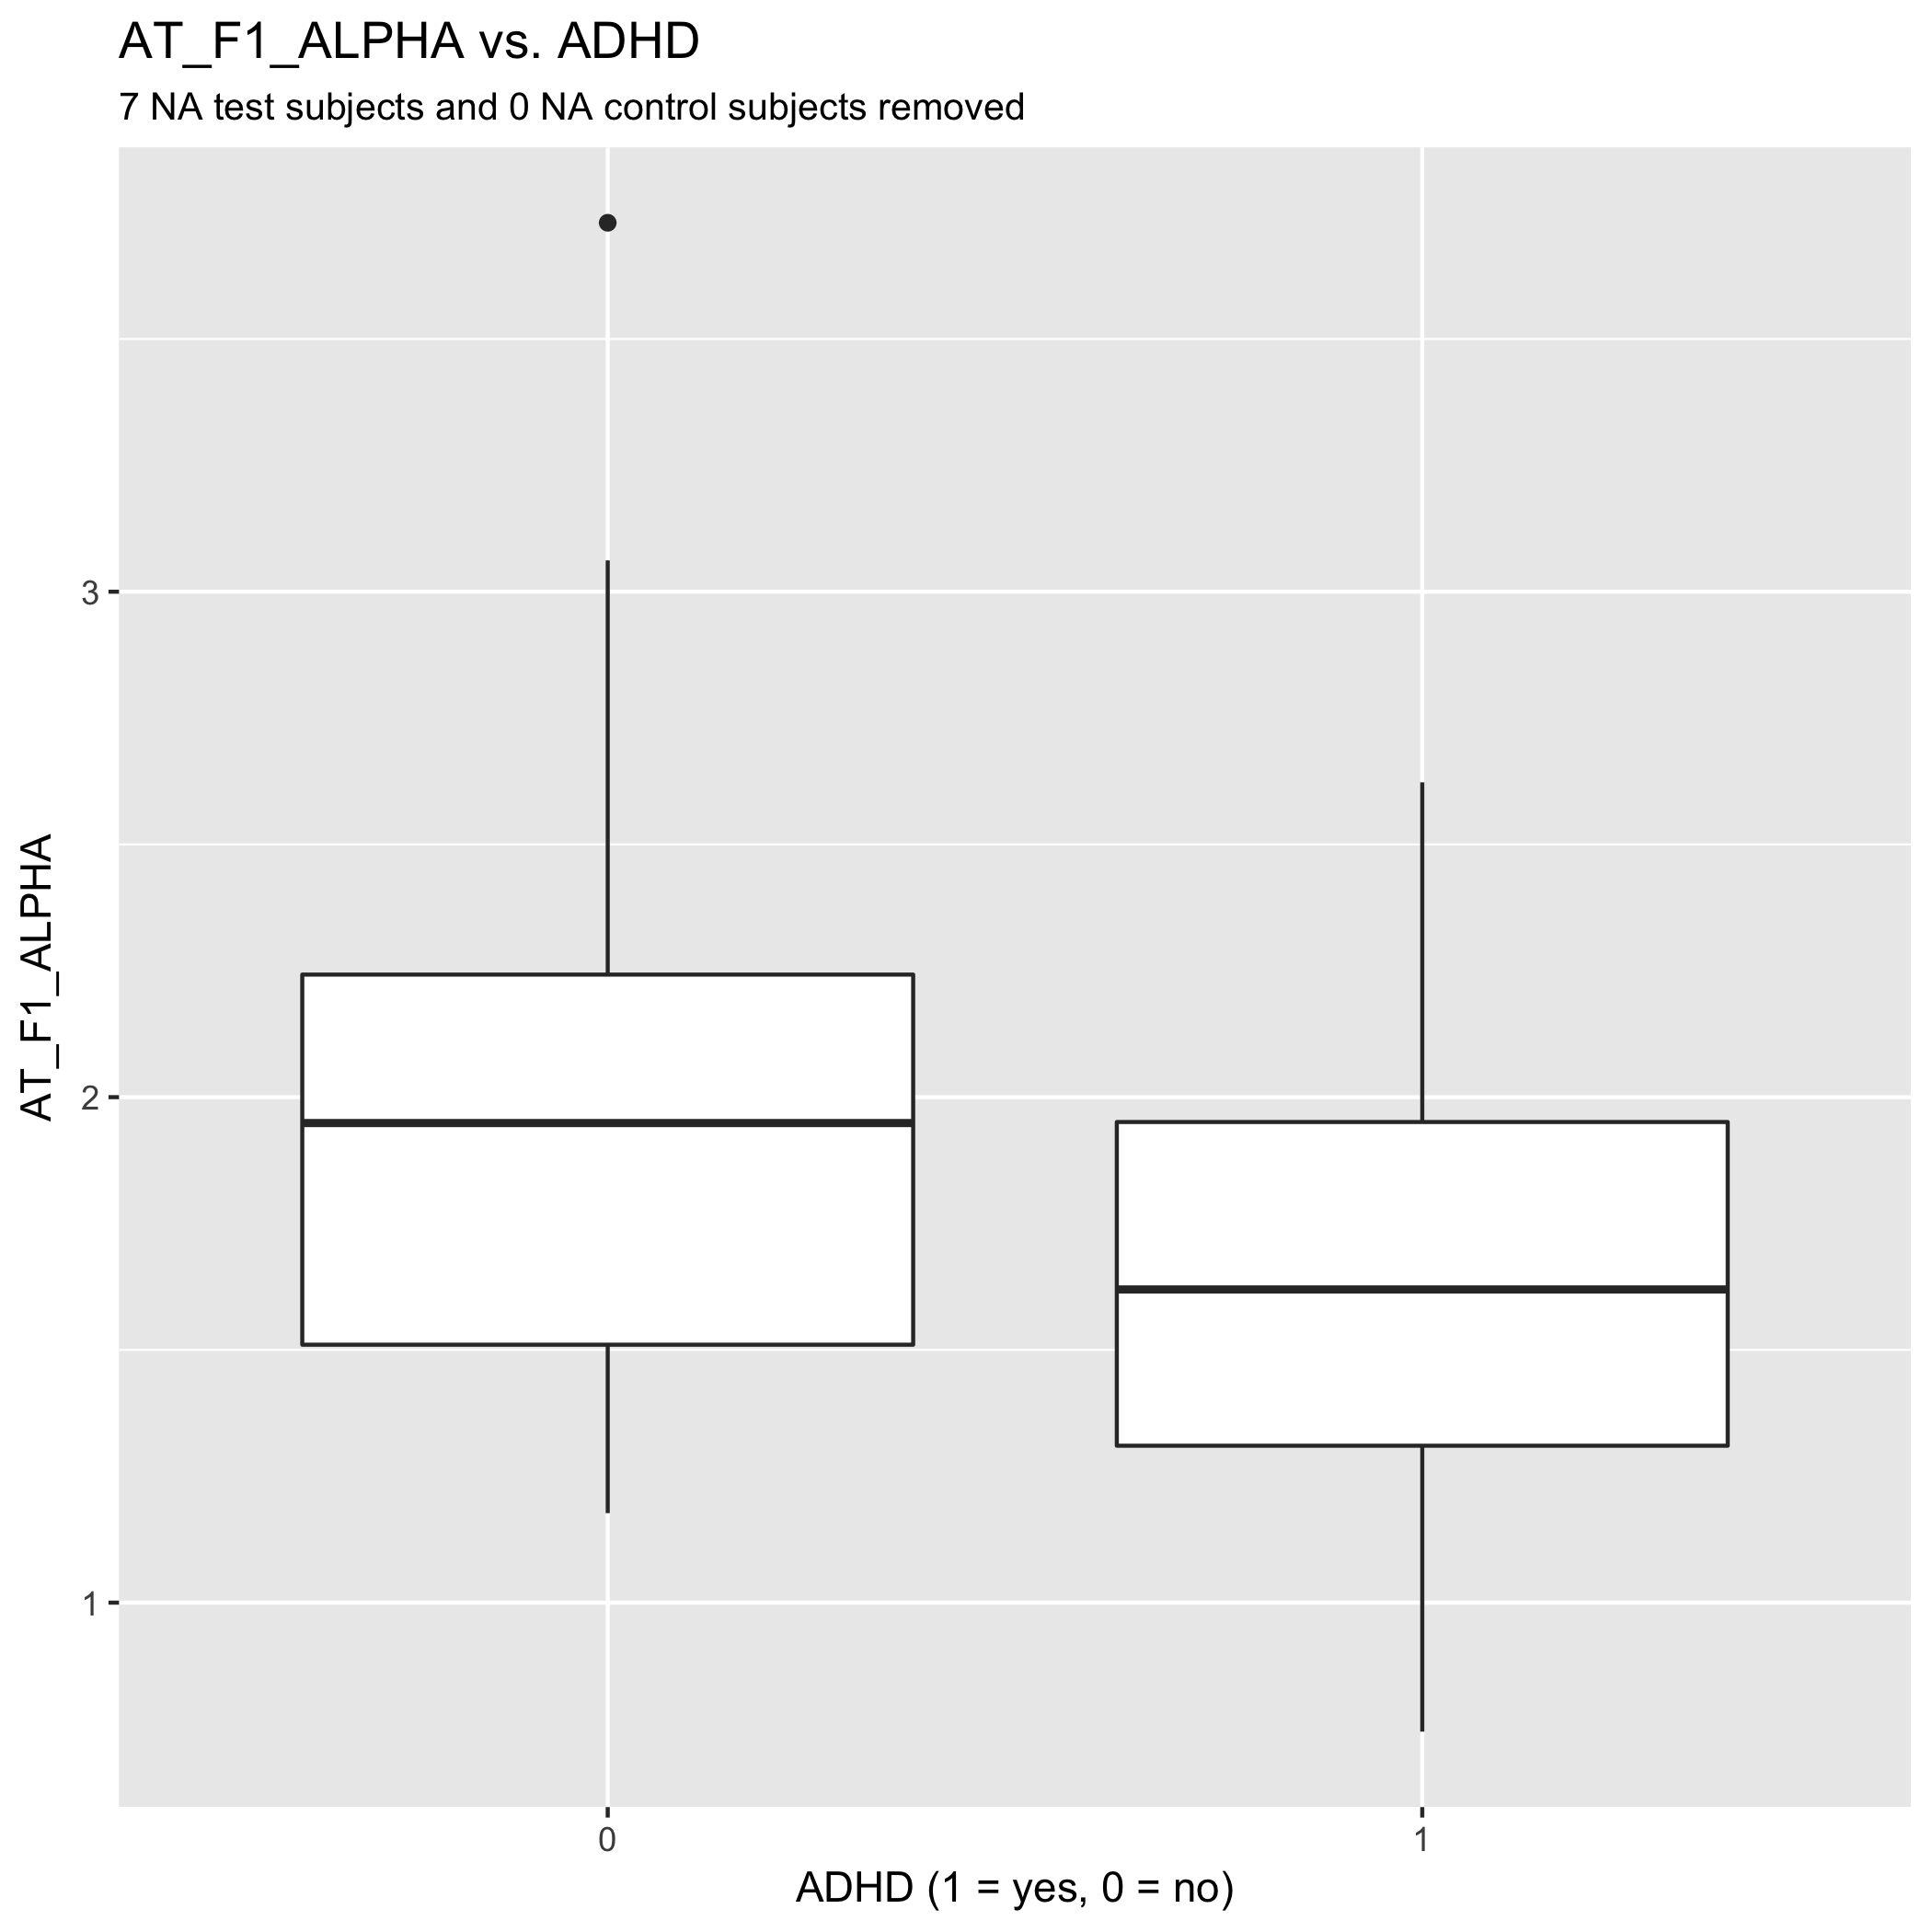 AT_F1_ALPHA vs. ADHD
7 NA test subjects and 0 NA control subjects removed
AT_F1_ALPHA
3
2
1
0
1
ADHD (1 = yes, 0 = no)